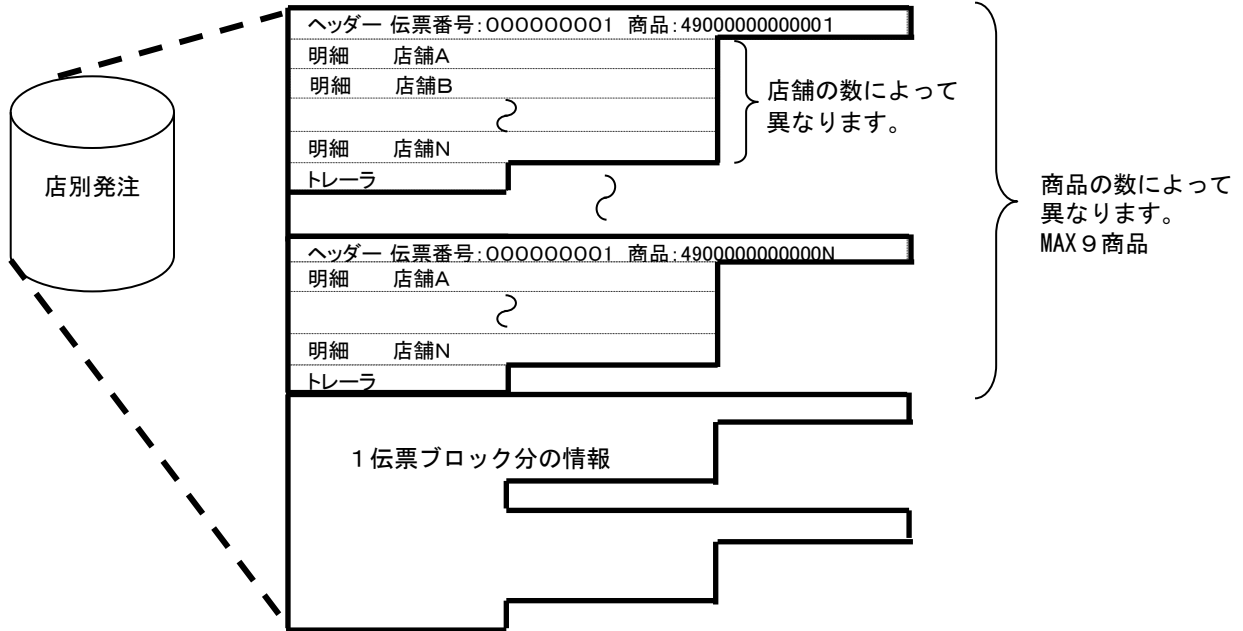 ヘッダー 伝票番号:000000001 商品:49000000000001
明細 店舗A
明細 店舗B
明細 店舗N
トレーラ
店舗の数によって
異なります。
店別発注
商品の数によって
異なります。
MAX9商品
ヘッダー 伝票番号:000000001 商品:4900000000000N
明細 店舗A
明細 店舗N
トレーラ
1伝票ブロック分の情報